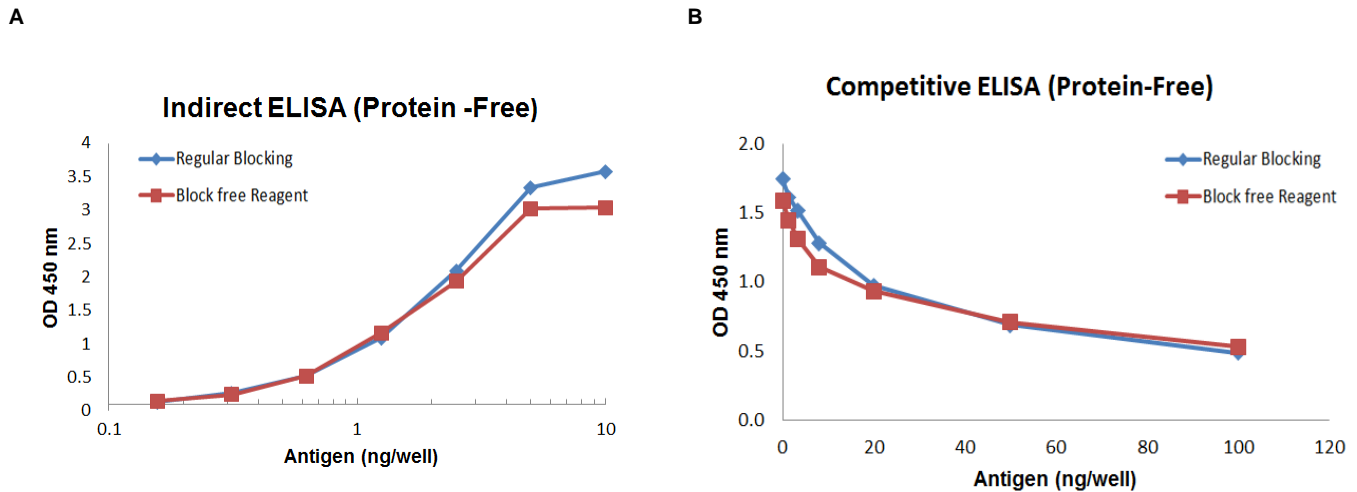 A
Indirect ELISA (Protein -Free)
4
3.5
3
2.5
2
1.5
1
0.5
0
OD 450 nm
Regular Blocking
Block free Reagent
0.1
1
10
Antigen (ng/well)
B
Competitive ELISA (Protein-Free)
2.0
1.5
1.0
0.5
0.0
OD 450 nm
Regular Blocking
Block free Reagent
0
20
40
60
80
100
120
Antigen (ng/well)